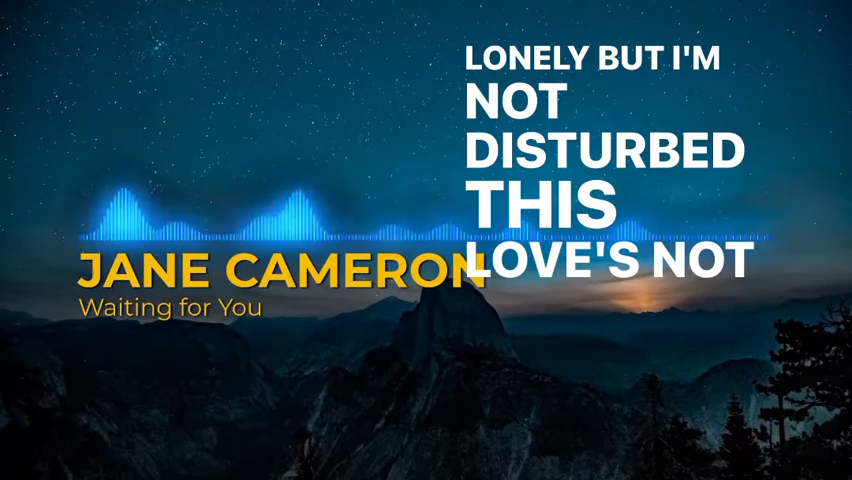 LONELY BUT I'M
NOT
DISTURBED
THIS
LOVE'S NOT
JANE CAMERON
Waiting for You